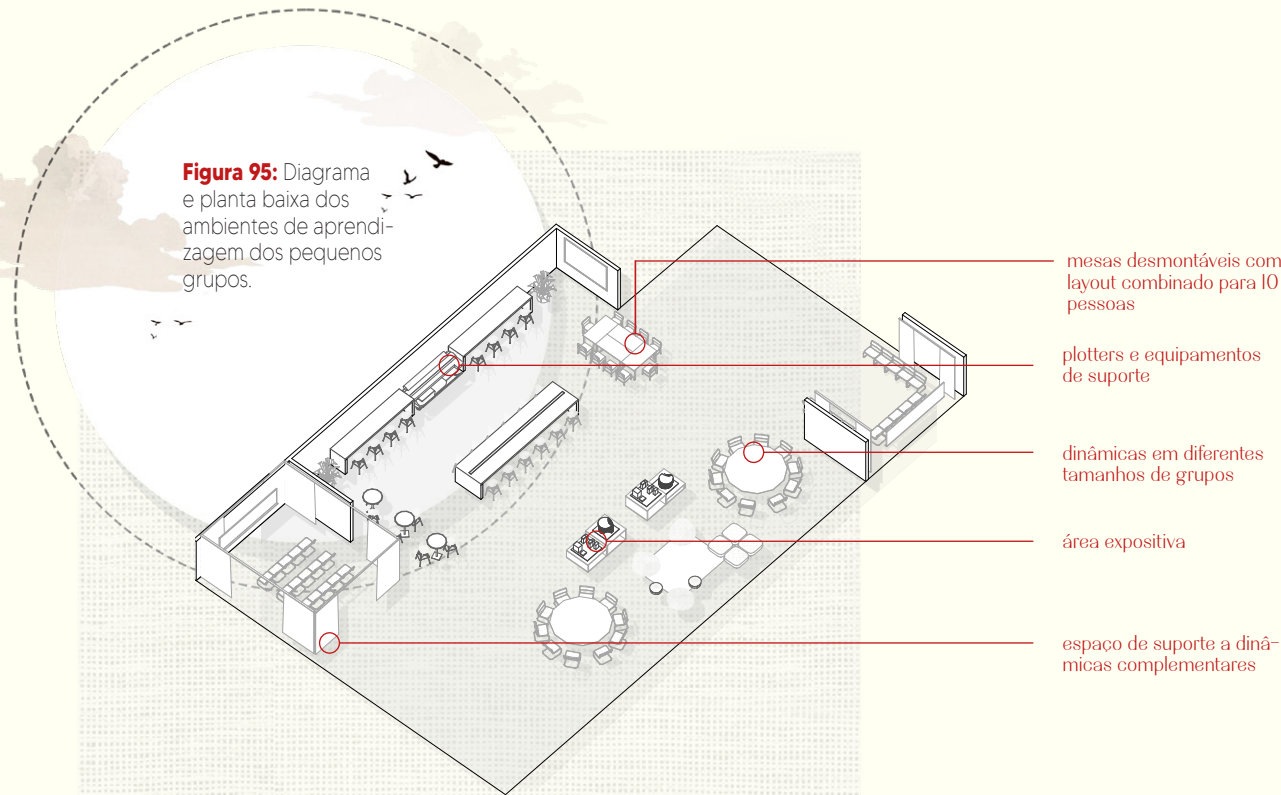 Figura 95: Diagrama
e planta baixa dos
ambientes de aprendi-
zagem dos pequenos
grupos.
mesas desmontáveis com
layout combinado para 10
pessoas
plotters e equipamentos
de suporte
dinâmicas em diferentes
tamanhos de grupos
área expositiva
espaço de suporte a dinâ-
micas complementares